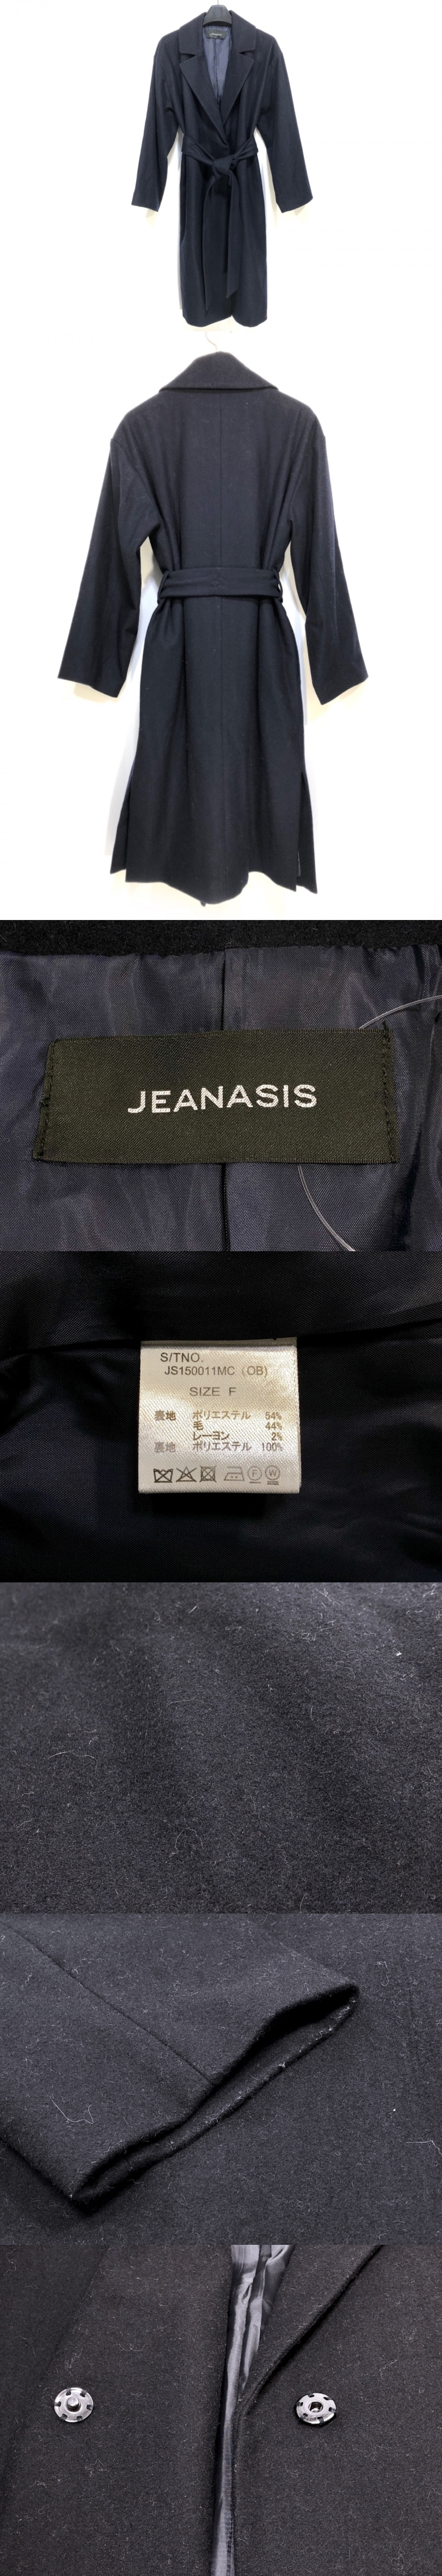 JEANASIS
S/TNO.
JS150011MC (OB)
SIZE F
表地 ポリエステル 54%
毛 44%
レーヨン 2%
裏地 ポリエステル 100%
F W